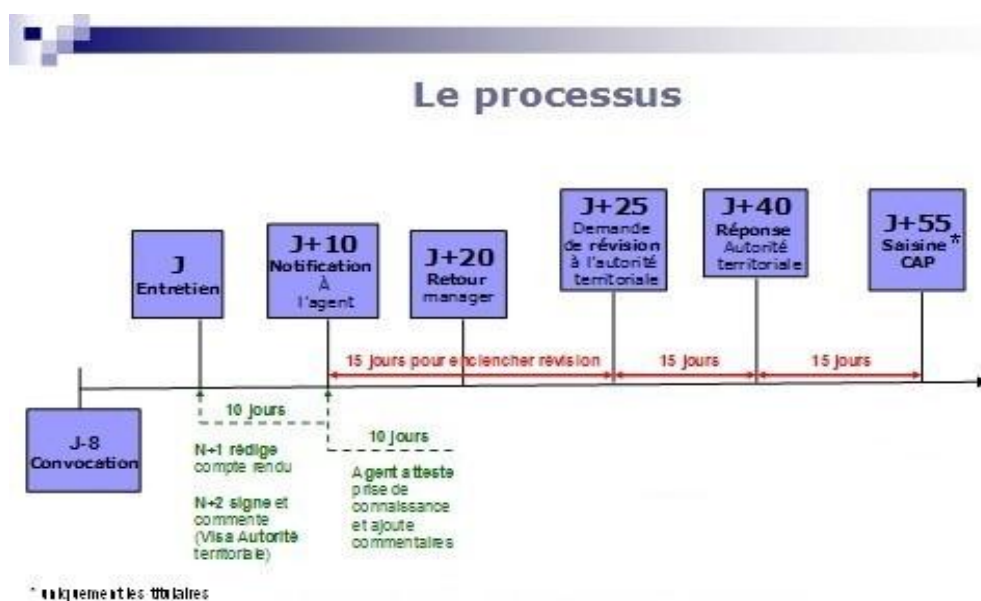 Le processus
J
Entretien
J+10
Notification
À
l'agent
J+20
Retour
manager
J+25
Demande
de révision
à l'autorité
territoriale
J+40
Réponse
Autorité
territoriale
J+55
Saisine *
CAP
15 jours pour enclencher révision
15 jours
15 jours
J-8
Convocation
10 jours
N+1 rédige
compte rendu
N+2 signe et
commente
(Visa Autorité
territoriale)
10 jours
Agent atteste
prise de
connaissance
et ajoute
commentaires
* uniquement les titulaires